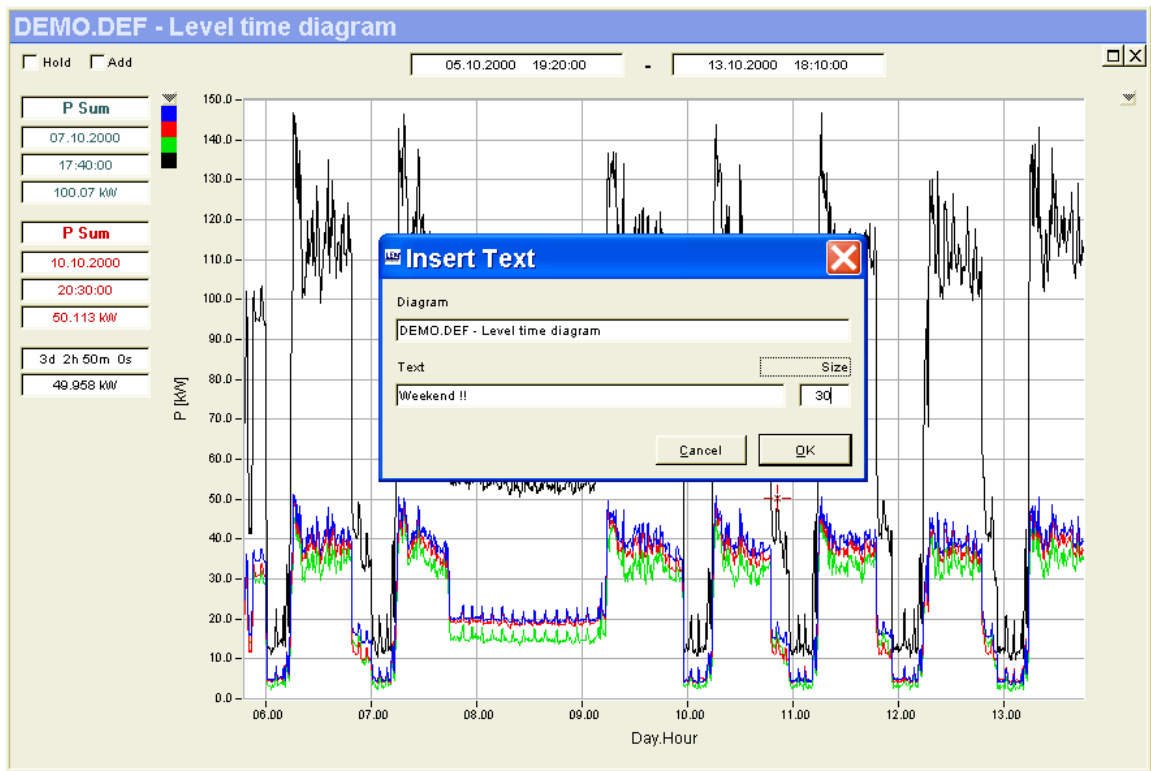 DEMO.DEF - Level time diagram
Hold Add
05.10.2000 19:20:00 - 13.10.2000 18:10:00
P Sum
07.10.2000
17:40:00
100.07 kW
P Sum
10.10.2000
20:30:00
50.113 kW
3d 2h 50m 0s
49.958 kW
150.0
140.0
130.0
120.0
110.0
100.0
90.0
80.0
70.0
60.0
50.0
40.0
30.0
20.0
10.0
0.0
P [kW]
LEM Insert Text
Diagram
DEMO.DEF - Level time diagram
Text Size
Weekend !! 30
Cancel OK
06.00 07.00 08.00 09.00 10.00 11.00 12.00 13.00
Day.Hour